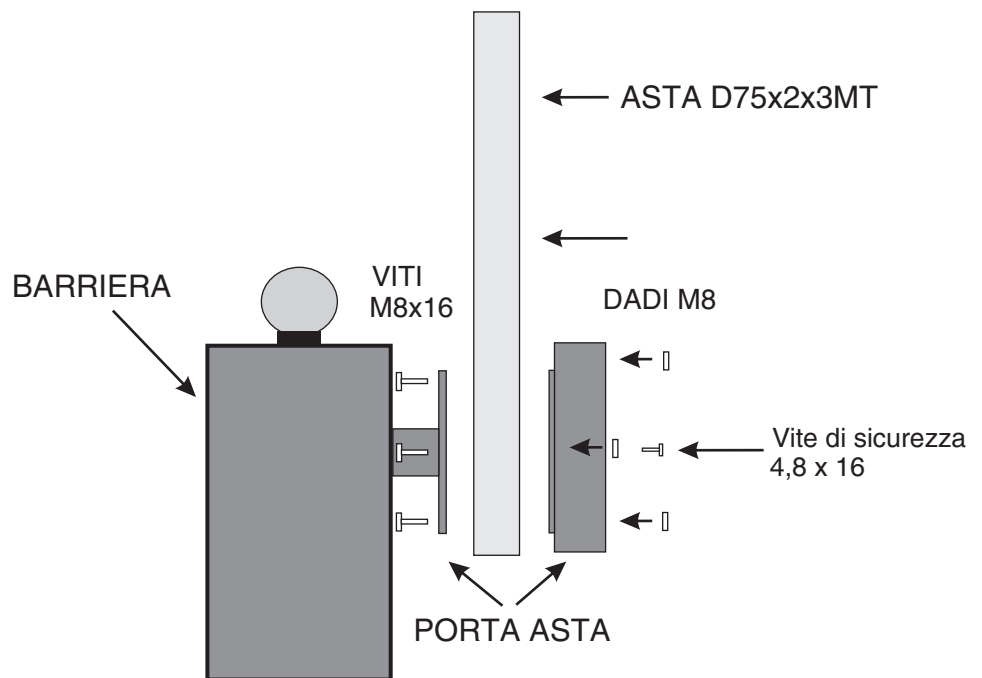 ASTA D75x2x3MT
BARRIERA
VITI
M8x16
DADI M8
Vite di sicurezza
4,8 x 16
PORTA ASTA